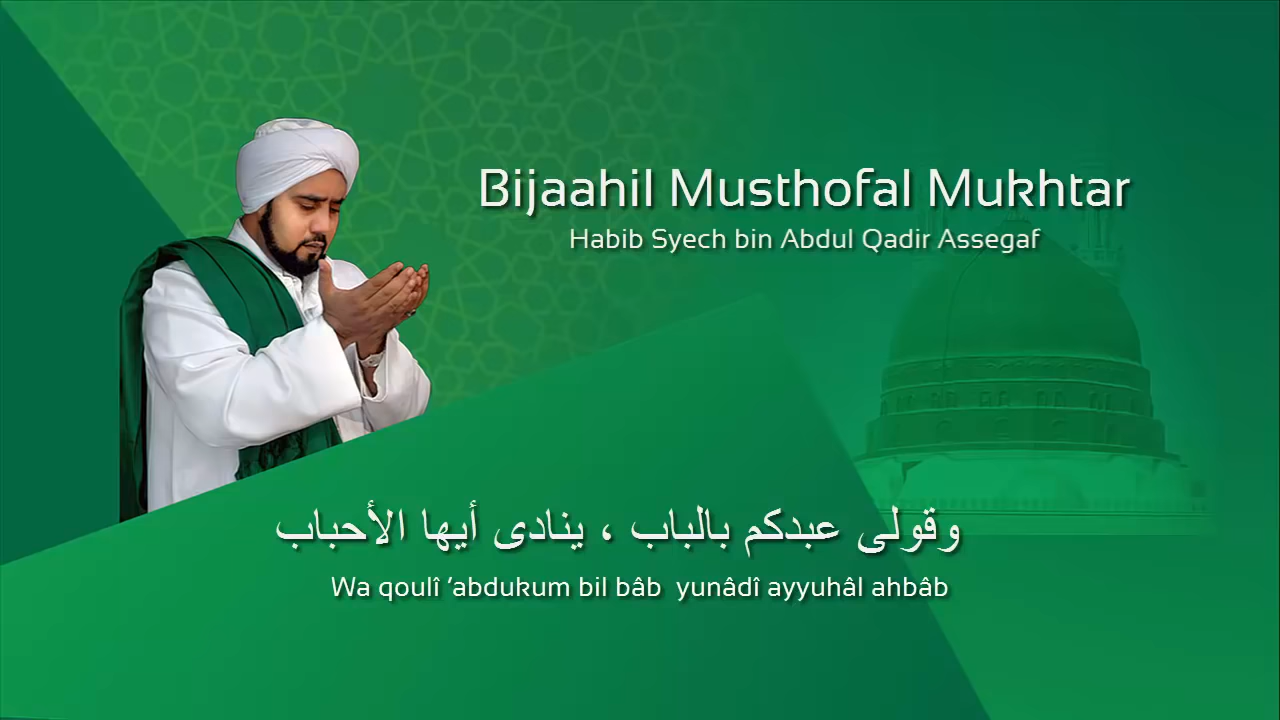 Bijaahil Musthofal Mukhtar
Habib Syech bin Abdul Qadir Assegaf
وقولى عبدكم بالباب ، ينادى أيها الأحباب
Wa qoulî ’abdukum bil bâb  yunâdî ayyuhâl ahbâb